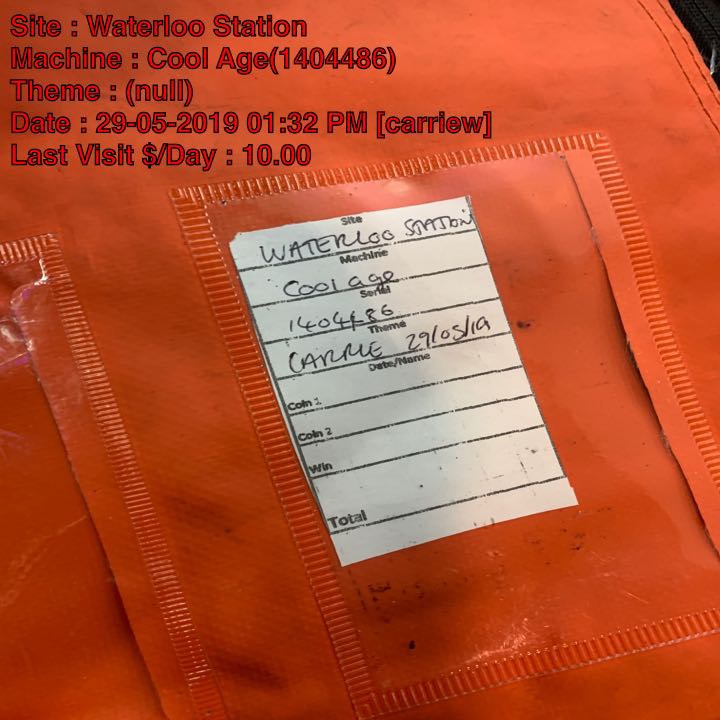 Site : Waterloo Station
Machine : Cool Age(1404486)
Theme : (null)
Date : 29-05-2019 01:32 PM [carriew]
Last Visit $/Day : 10.00
Site
WATERLOO STATION
Machine
Cool age
Serial
1404486
Theme
CARRIE 29/05/19
Date/Name
Coin 1
Coin 2
Win
Total